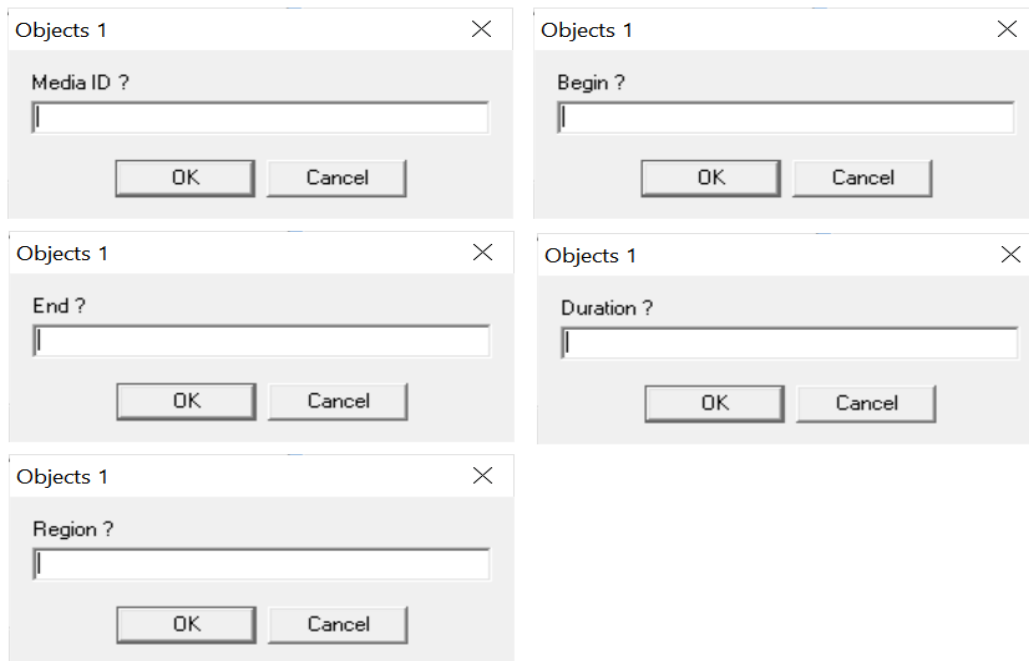 Objects 1
Media ID ?
OK Cancel
Objects 1
Begin ?
OK Cancel
Objects 1
End ?
OK Cancel
Objects 1
Duration ?
OK Cancel
Objects 1
Region ?
OK Cancel